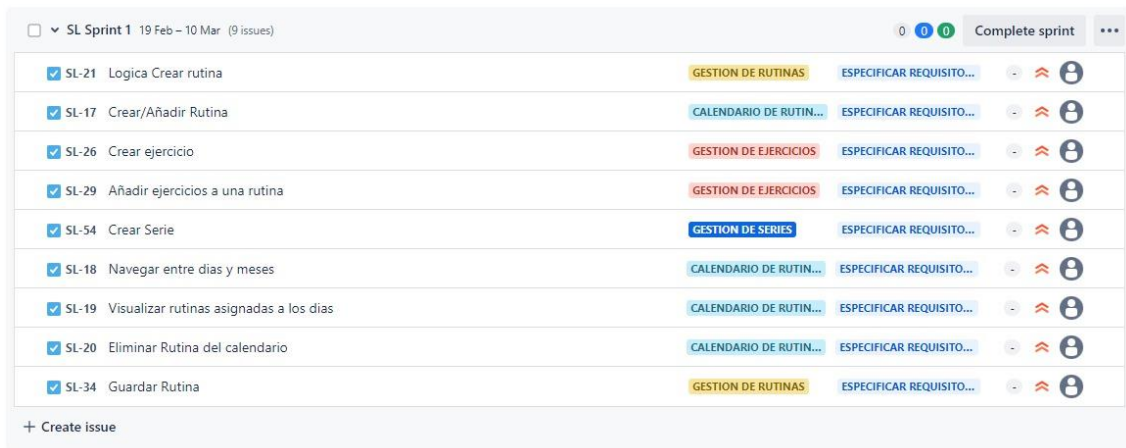 SL Sprint 1 19 Feb – 10 Mar (9 issues) 0 0 0 Complete sprint
SL-21 Logica Crear rutina GESTION DE RUTINAS ESPECIFICAR REQUISITO... -
SL-17 Crear/Añadir Rutina CALENDARIO DE RUTIN... ESPECIFICAR REQUISITO... -
SL-26 Crear ejercicio GESTION DE EJERCICIOS ESPECIFICAR REQUISITO... -
SL-29 Añadir ejercicios a una rutina GESTION DE EJERCICIOS ESPECIFICAR REQUISITO... -
SL-54 Crear Serie GESTION DE SERIES ESPECIFICAR REQUISITO... -
SL-18 Navegar entre dias y meses CALENDARIO DE RUTIN... ESPECIFICAR REQUISITO... -
SL-19 Visualizar rutinas asignadas a los dias CALENDARIO DE RUTIN... ESPECIFICAR REQUISITO... -
SL-20 Eliminar Rutina del calendario CALENDARIO DE RUTIN... ESPECIFICAR REQUISITO... -
SL-34 Guardar Rutina GESTION DE RUTINAS ESPECIFICAR REQUISITO... -
+ Create issue